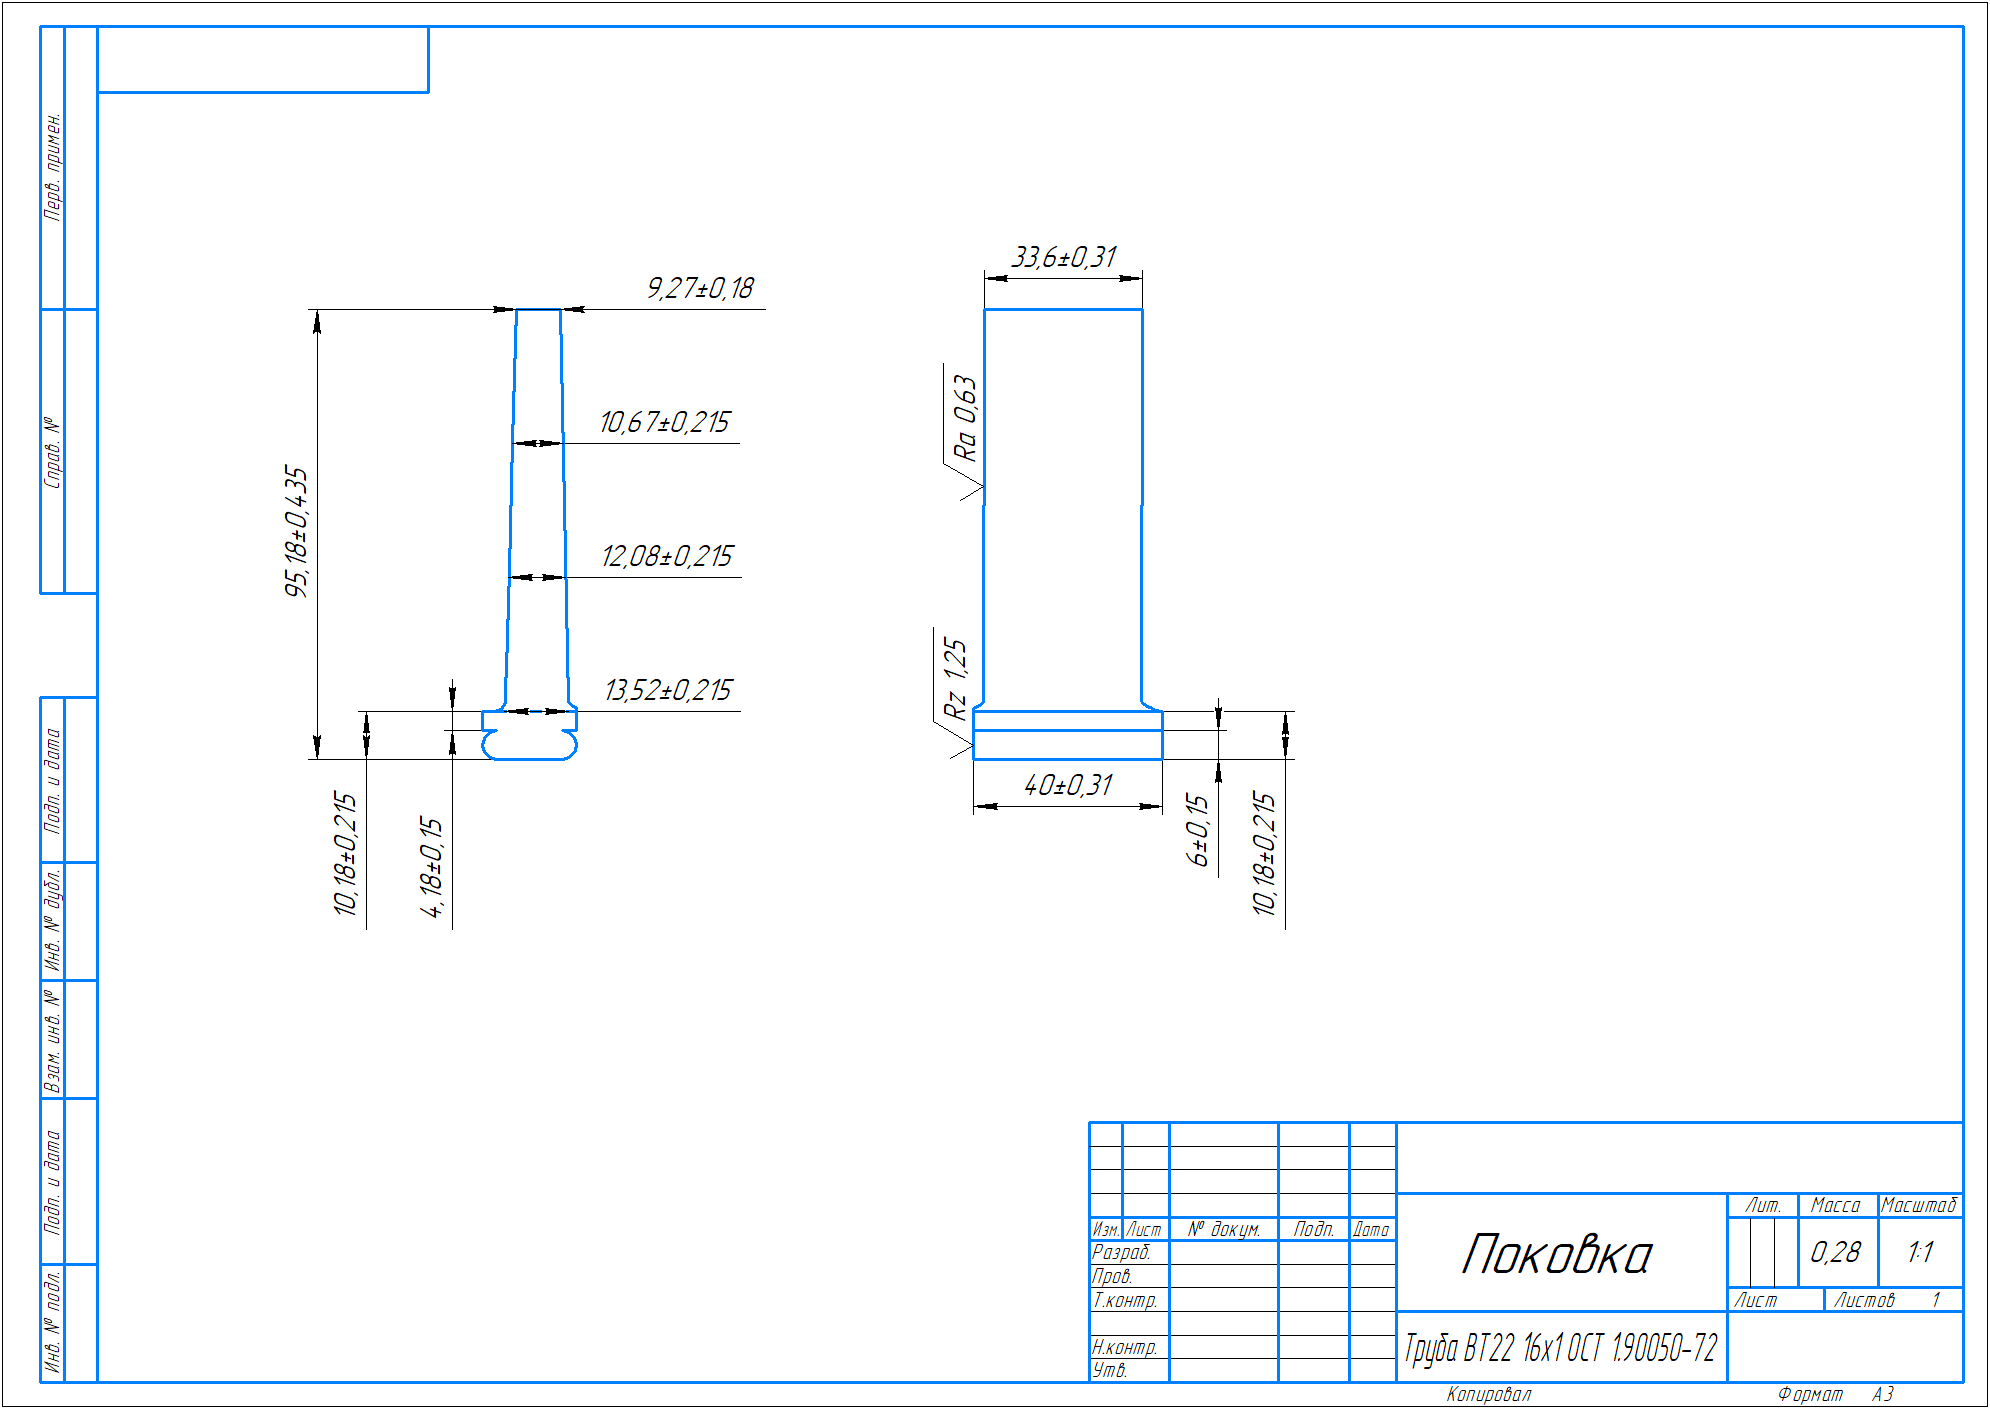 Перв. примен.
Справ. №
Подп. и дата
Инв. № дубл.
Взам. инв. №
Подп. и дата
Инв. № подл.
9,27±0,18
10,67±0,215
12,08±0,215
13,52±0,215
95,18±0,435
10,18±0,215
4,18±0,15
33,6±0,31
Ra 0,63
Rz 1,25
40±0,31
6±0,15
10,18±0,215
Изм. Лист № докум. Подп. Дата
Разраб.
Пров.
Т.контр.
Н.контр.
Утв.
Поковка
Лит. Масса Масштаб
0,28 1:1
Лист Листов 1
Труба ВТ22 16х1 ОСТ 1.90050-72
Копировал Формат А3